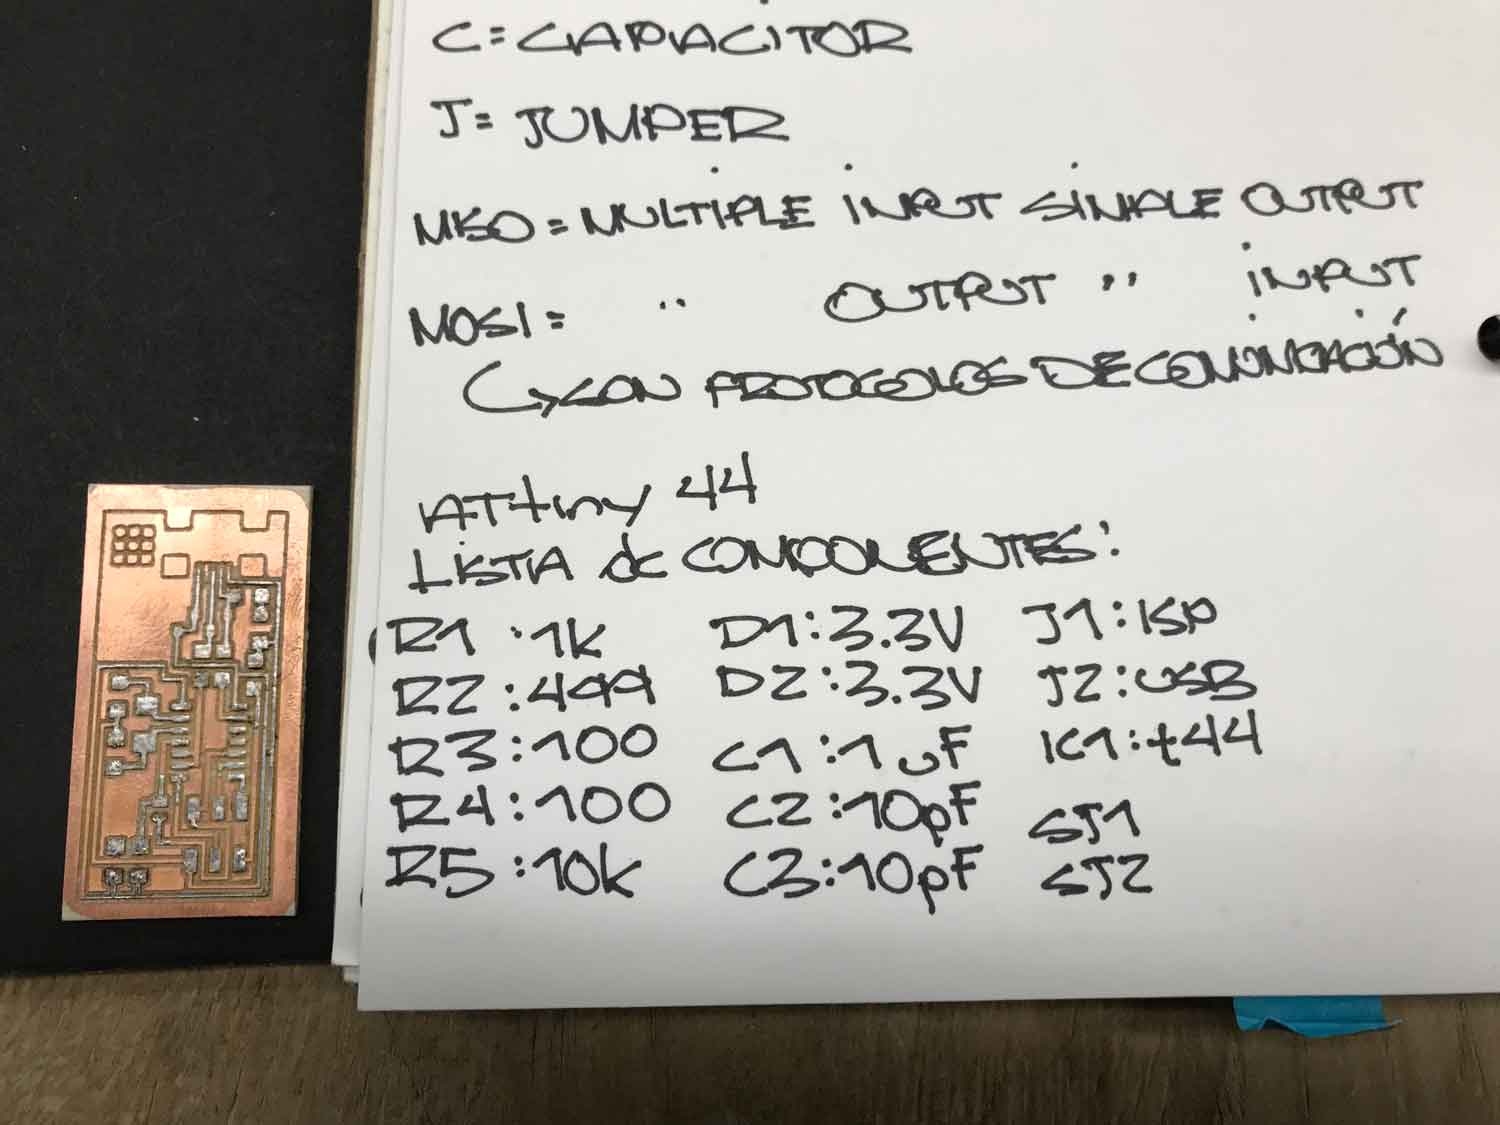 C=CAPACITOR
J=JUMPER
MISO=MULTIPLE INPUT SIMPLE OUTPUT
MOSI= " OUTPUT " INPUT
↳SON PROTOCOLOS DE COMUNICACIÓN
ATtiny 44
LISTA de COMPONENTES:
R1:1k D1:3.3V J1:ISP
R2:499 D2:3.3V J2:USB
R3:100 C1:1uF IC1:t44
R4:100 C2:10pF SJ1
R5:10k C3:10pF SJ2